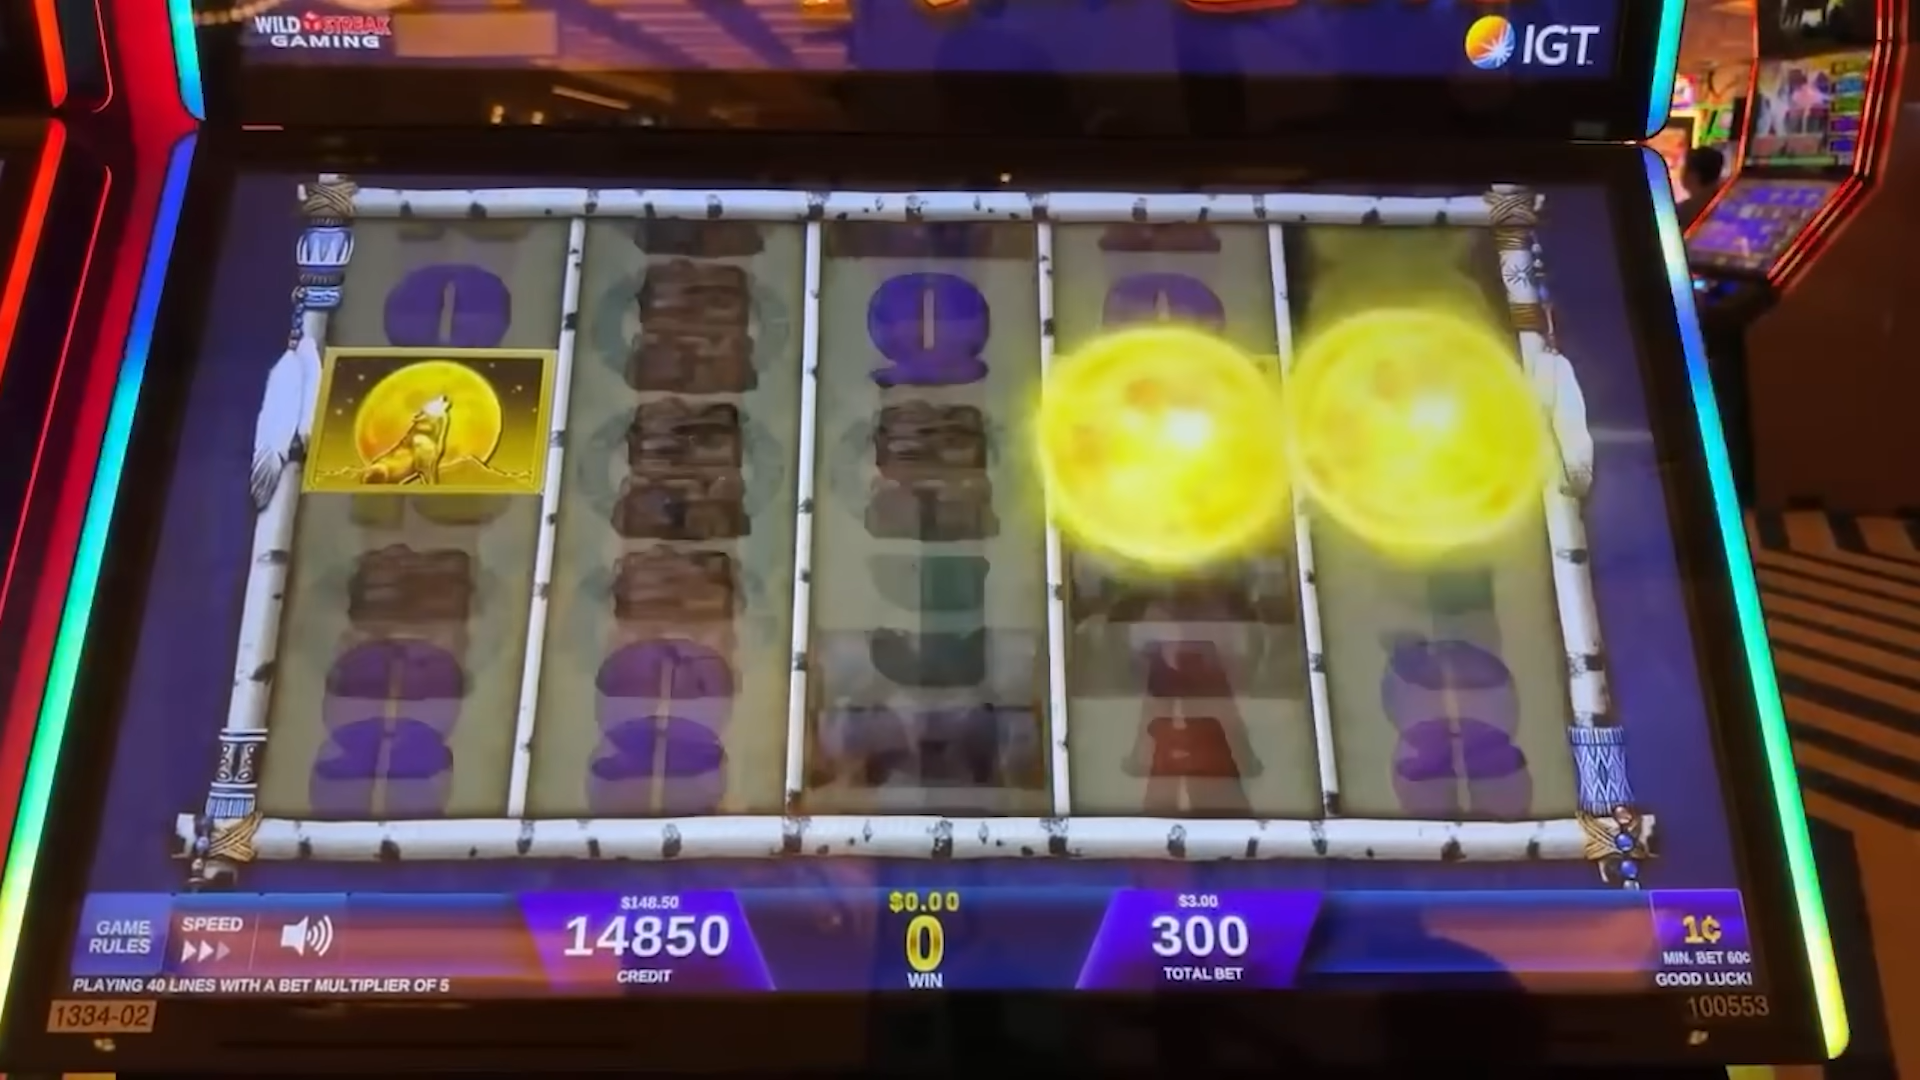 WILD STREAK
GAMING
IGT
GAME
RULES
SPEED
$148.50
14850
CREDIT
$0.00
0
WIN
$3.00
300
TOTAL BET
1¢
MIN. BET 60¢
GOOD LUCK!
PLAYING 40 LINES WITH A BET MULTIPLIER OF 5
1334-02
100553